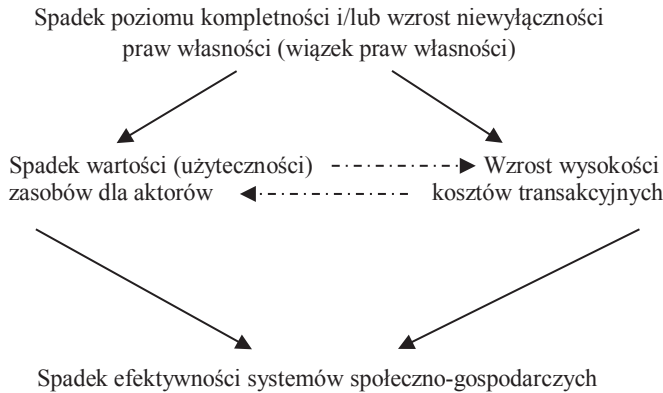 Spadek poziomu kompletności i/lub wzrost niewyłączności
praw własności (wiązek praw własności)
Spadek wartości (użyteczności)
zasobów dla aktorów
Wzrost wysokości
kosztów transakcyjnych
Spadek efektywności systemów społeczno-gospodarczych